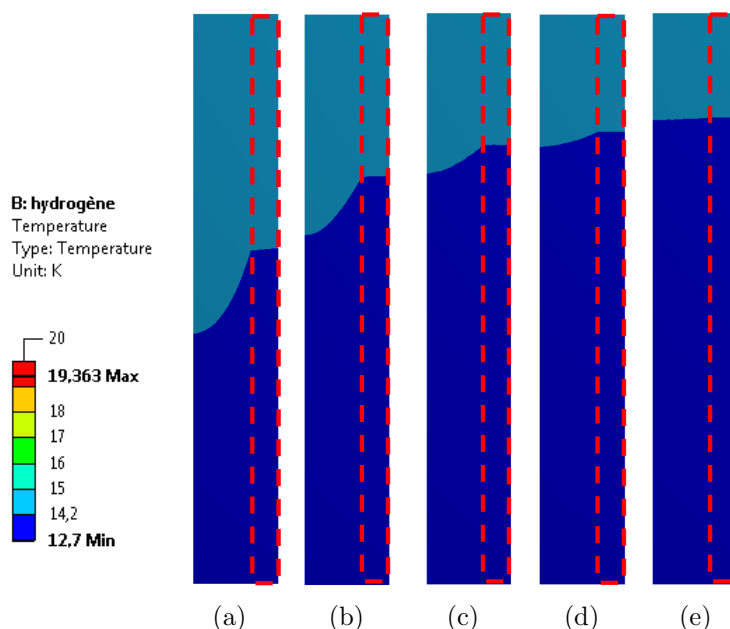 B: hydrogène
Temperature
Type: Temperature
Unit: K
20
19,363 Max
18
17
16
15
14,2
12,7 Min
(a) (b) (c) (d) (e)